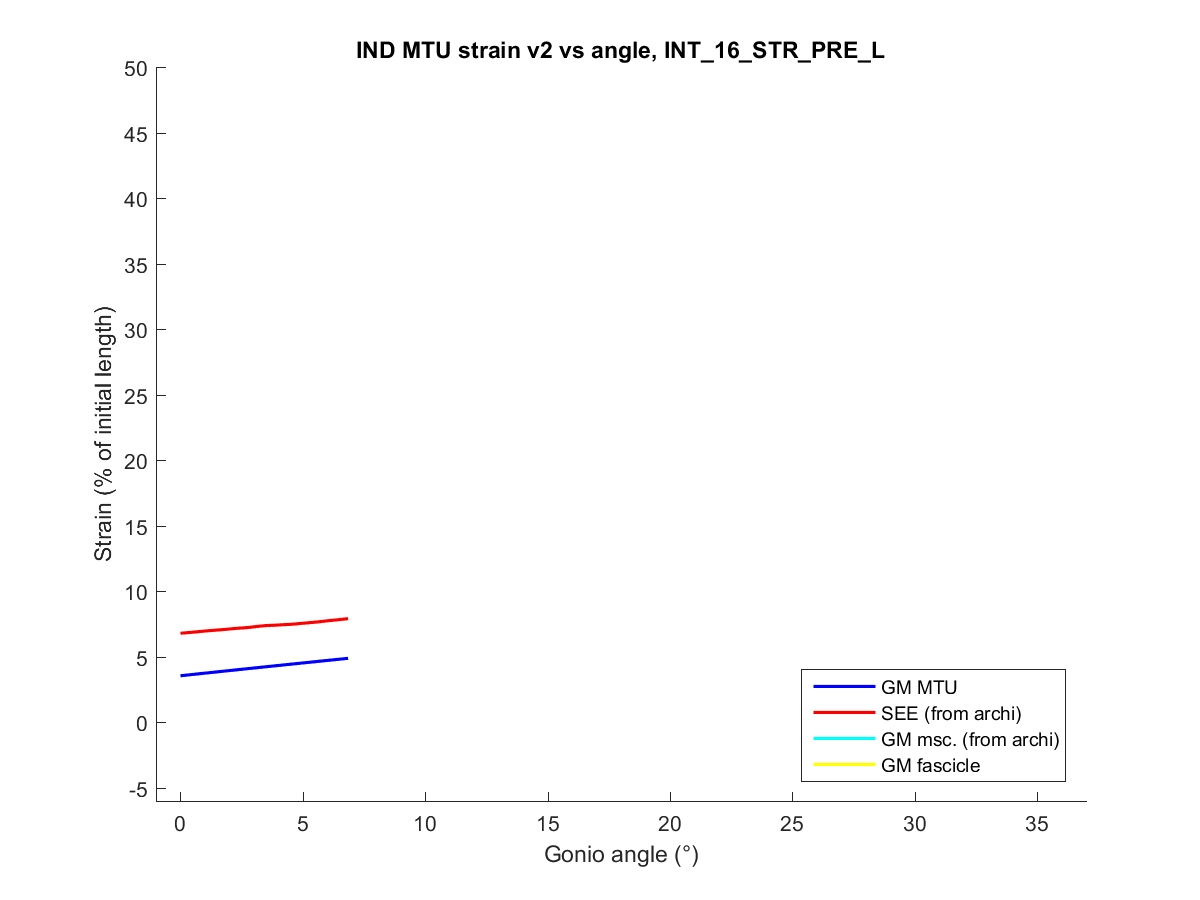 IND MTU strain v2 vs angle, INT_16_STR_PRE_L
50
45
40
35
30
25
20
15
10
5
0
-5
Strain (% of initial length)
0 5 10 15 20 25 30 35
Gonio angle (°)
GM MTU
SEE (from archi)
GM msc. (from archi)
GM fascicle